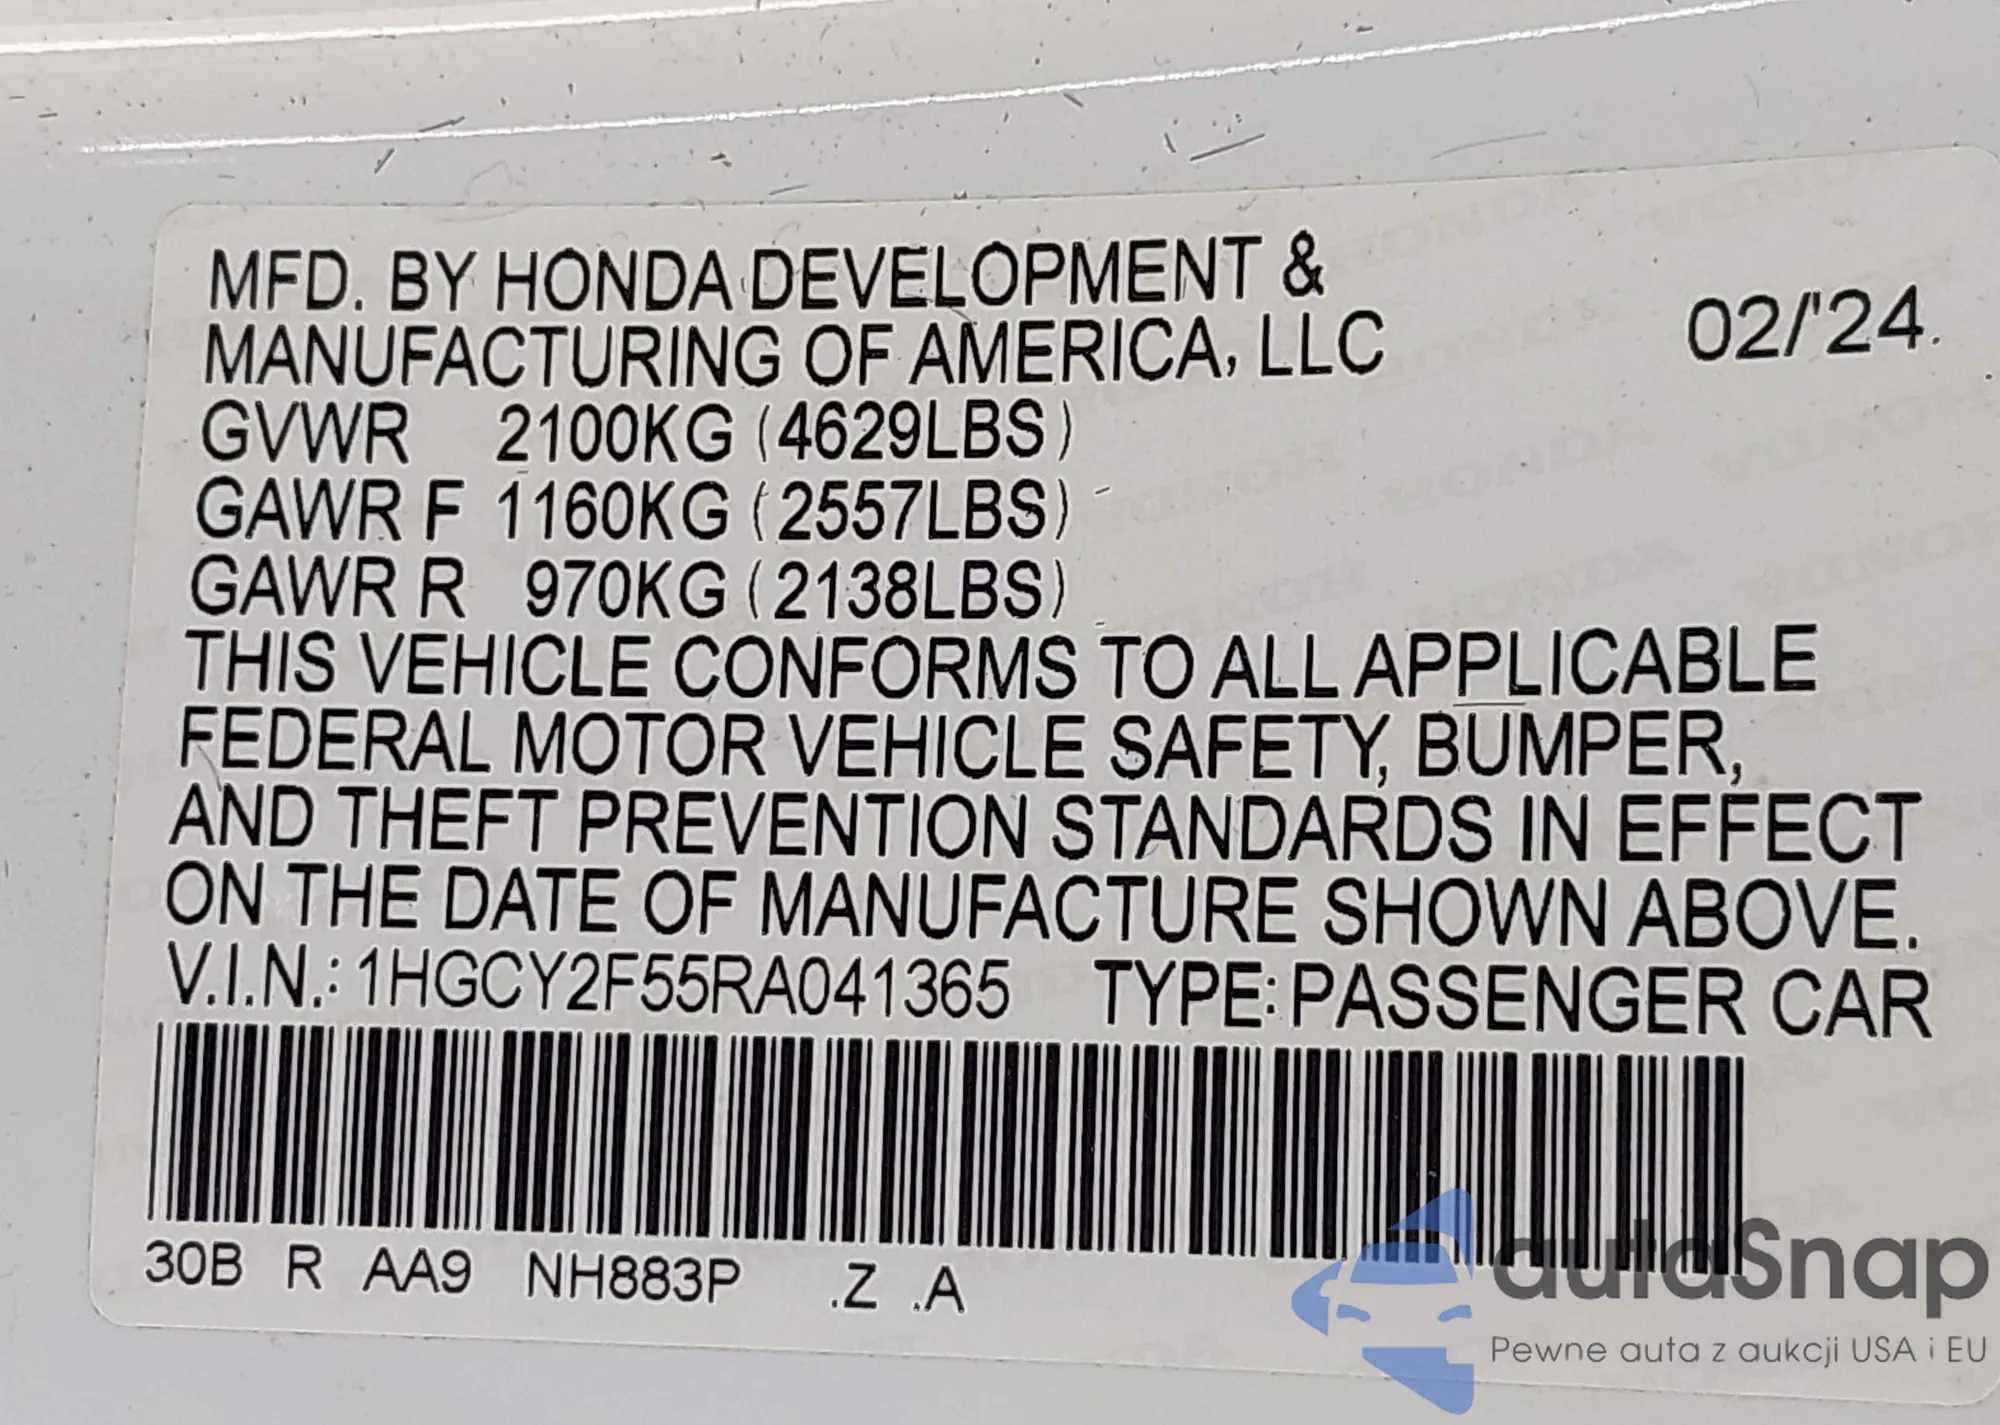 MFD. BY HONDA DEVELOPMENT &
MANUFACTURING OF AMERICA, LLC
02/'24.
GVWR 2100KG (4629LBS)
GAWR F 1160KG (2557LBS)
GAWR R 970KG (2138LBS)
THIS VEHICLE CONFORMS TO ALL APPLICABLE
FEDERAL MOTOR VEHICLE SAFETY, BUMPER,
AND THEFT PREVENTION STANDARDS IN EFFECT
ON THE DATE OF MANUFACTURE SHOWN ABOVE.
V.I.N.: 1HGCY2F55RA041365 TYPE: PASSENGER CAR
30B R AA9 NH883P .Z .A
autaSnap
Pewne auta z aukcji USA i EU